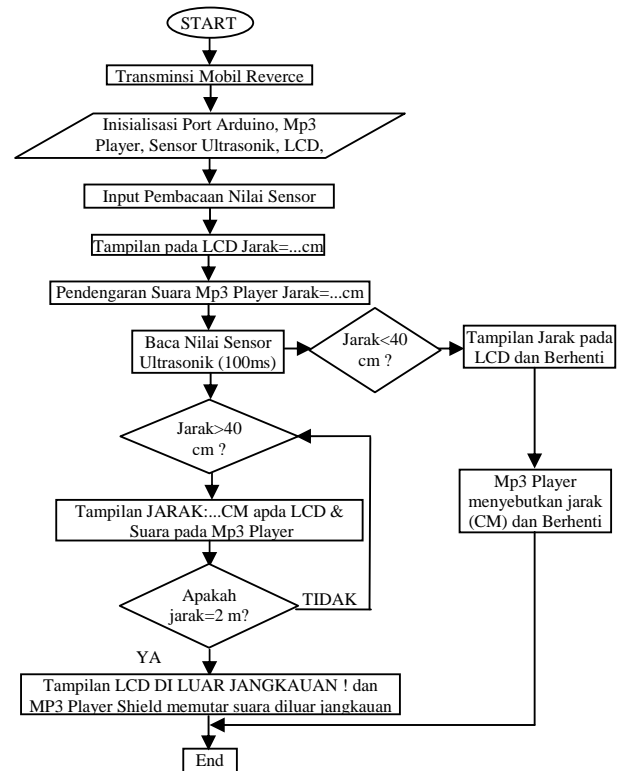 START
Transminsi Mobil Reverce
Inisialisasi Port Arduino, Mp3
Player, Sensor Ultrasonik, LCD,
Input Pembacaan Nilai Sensor
Tampilan pada LCD Jarak=...cm
Pendengaran Suara Mp3 Player Jarak=...cm
Baca Nilai Sensor
Ultrasonik (100ms)
Jarak<40
cm ?
Tampilan Jarak pada
LCD dan Berhenti
Jarak>40
cm ?
Mp3 Player
menyebutkan jarak
(CM) dan Berhenti
Tampilan JARAK:...CM apda LCD &
Suara pada Mp3 Player
Apakah
jarak=2 m?
TIDAK
YA
Tampilan LCD DI LUAR JANGKAUAN ! dan
MP3 Player Shield memutar suara diluar jangkauan
End